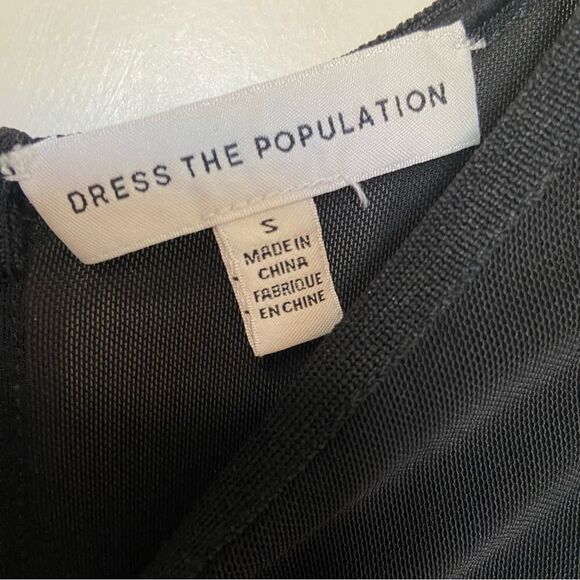 DRESS THE POPULATION
S
MADE IN
CHINA
FABRIQUE
EN CHINE